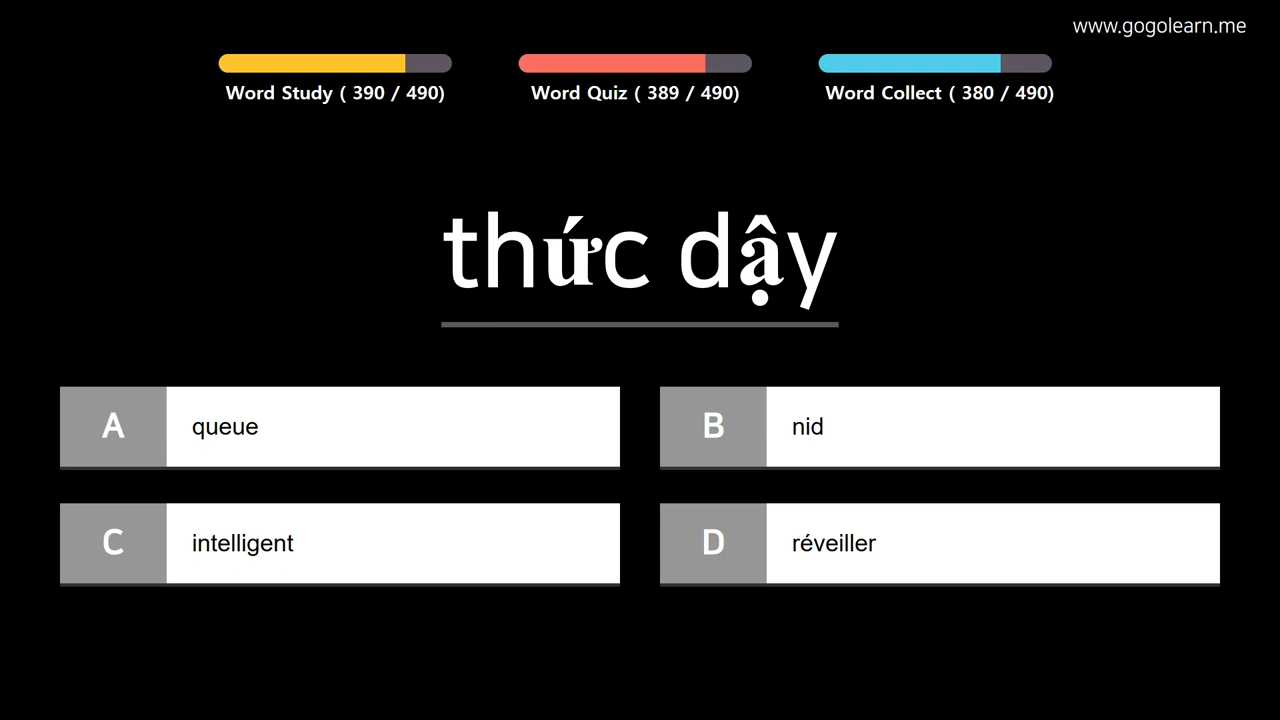 www.gogolearn.me
Word Study ( 390 / 490)
Word Quiz ( 389 / 490)
Word Collect ( 380 / 490)
thức dậy
A queue
B nid
C intelligent
D réveiller